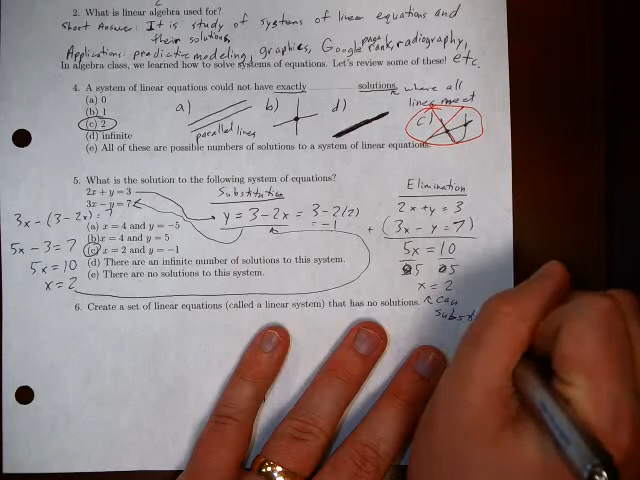 2. What is linear algebra used for?
Short Answer: It is study of systems of linear equations and
their solutions
Applications: predictive modeling, graphics, Google page rank, radiography,
etc.
In algebra class, we learned how to solve systems of equations. Let's review some of these!
4. A system of linear equations could not have exactly solutions.
where all
lines meet
(a) 0
(b) 1
(c) 2
(d) infinite
(e) All of these are possible numbers of solutions to a system of linear equations.
a)
parallel lines
b)
d)
c)
5. What is the solution to the following system of equations?
2x + y = 3
3x - y = 7
(a) x = 4 and y = -5
(b) x = 4 and y = 5
(c) x = 2 and y = -1
(d) There are an infinite number of solutions to this system.
(e) There are no solutions to this system.
3x - (3 - 2x) = 7
5x - 3 = 7
5x = 10
x = 2
Substitution
y = 3 - 2x = 3 - 2(2)
= -1
Elimination
2x + y = 3
+ (3x - y = 7)
5x = 10
5 5
x = 2
can
subst
6. Create a set of linear equations (called a linear system) that has no solutions.